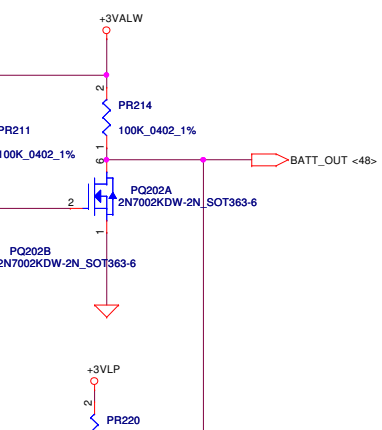 +3VALW
2
PR214
PR211
100K_0402_1%
1
100K_0402_1%
6
BATT_OUT <48>
PQ202A
2
2N7002KDW-2N_SOT363-6
1
PQ202B
2N7002KDW-2N_SOT363-6
+3VLP
2
PR220